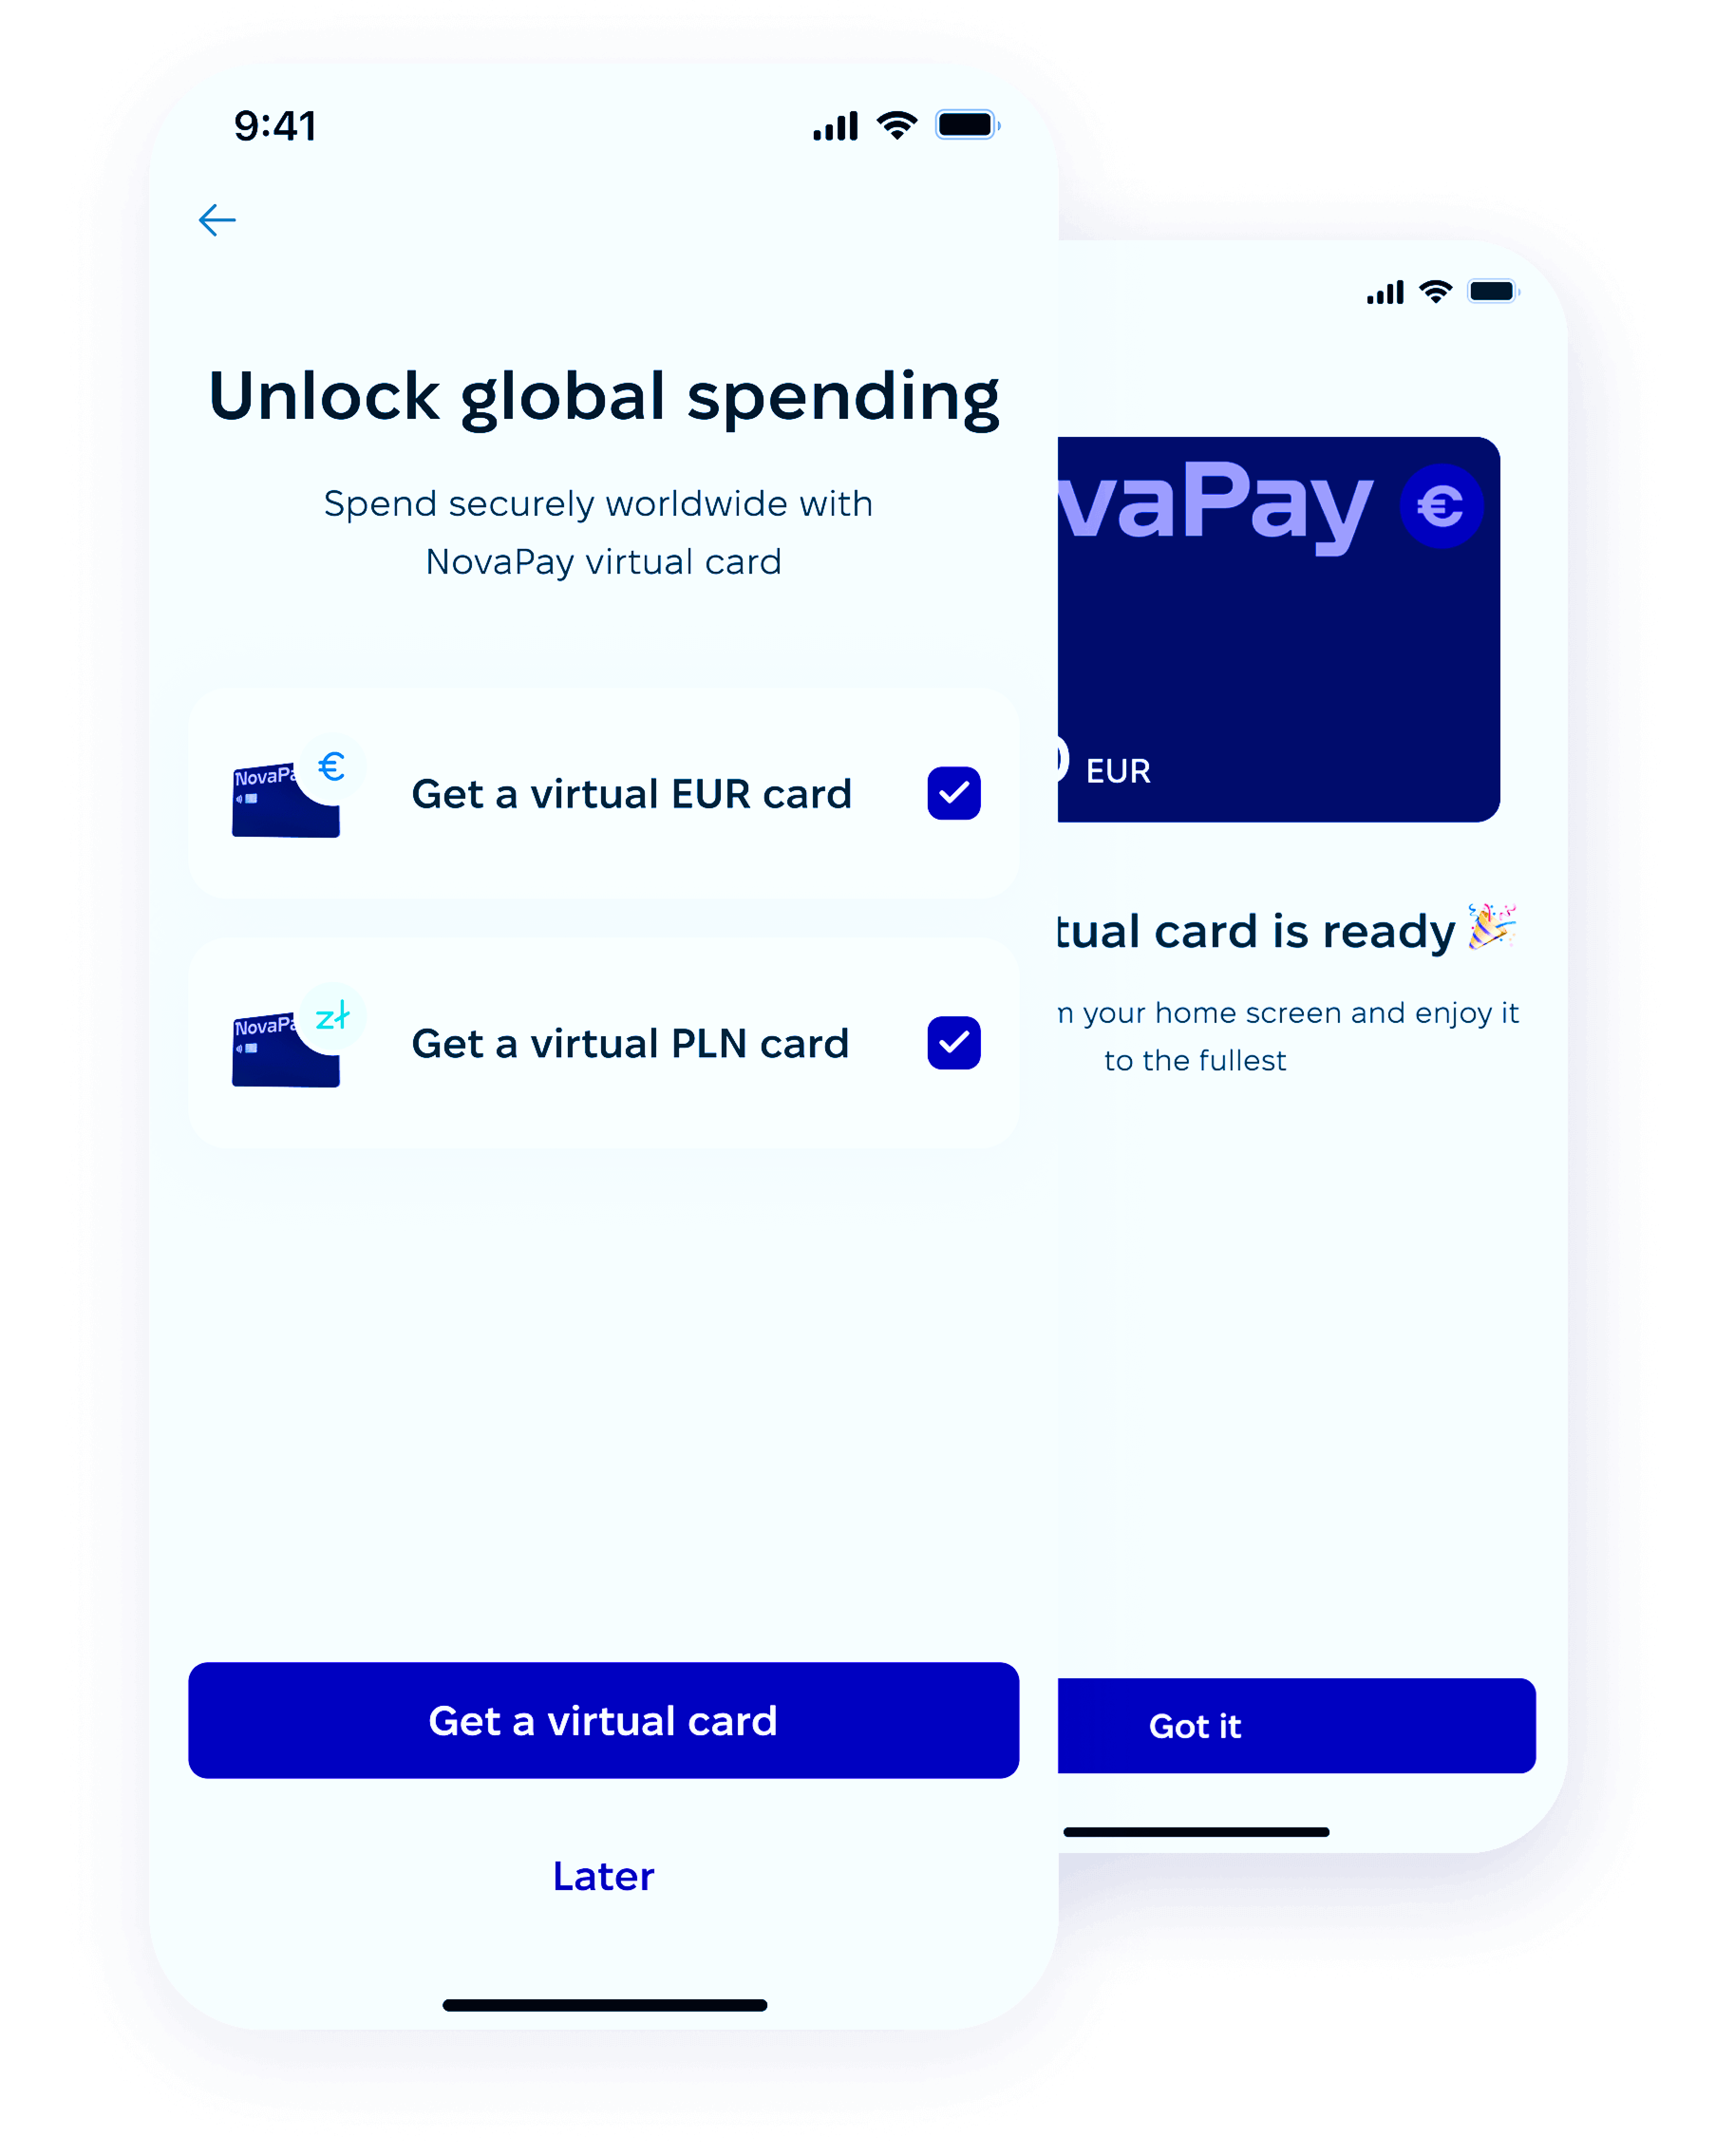 9:41
Unlock global spending
Spend securely worldwide with
NovaPay virtual card
NovaPa
€
Get a virtual EUR card
NovaPa
zł
Get a virtual PLN card
Get a virtual card
Later
vaPay €
EUR
tual card is ready 🎉
your home screen and enjoy it
to the fullest
Got it